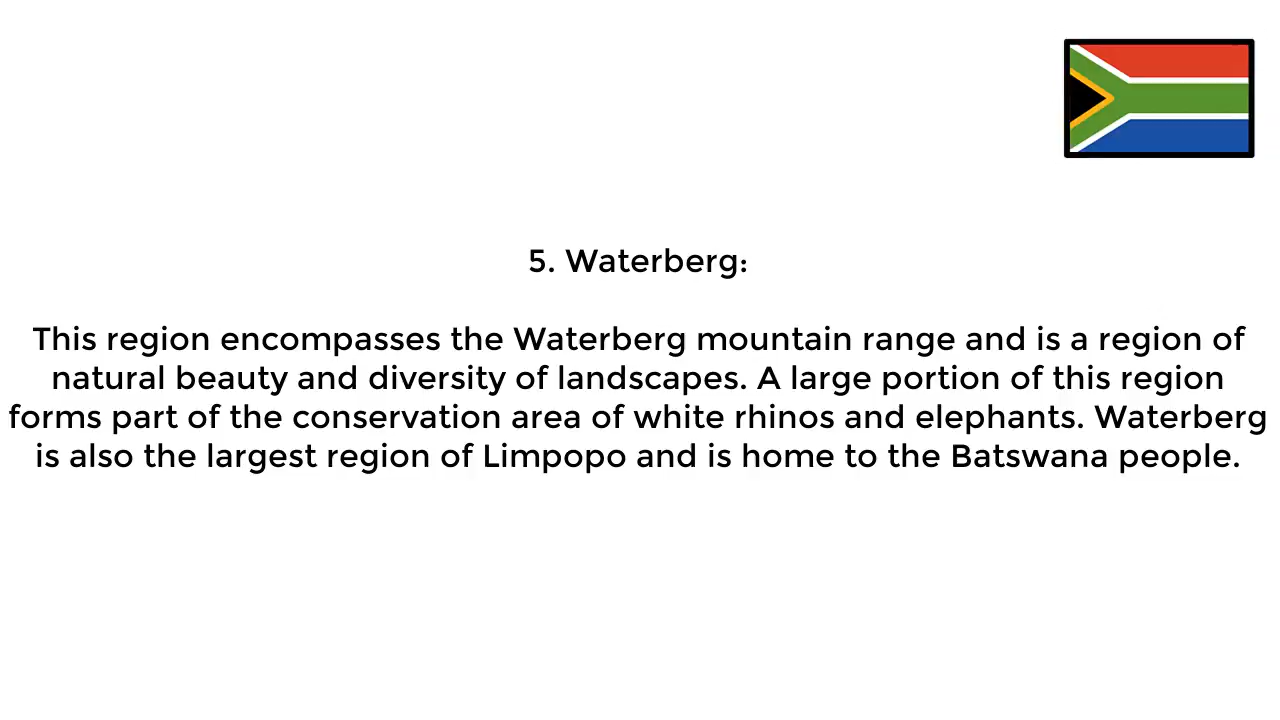 5. Waterberg:
This region encompasses the Waterberg mountain range and is a region of
natural beauty and diversity of landscapes. A large portion of this region
forms part of the conservation area of white rhinos and elephants. Waterberg
is also the largest region of Limpopo and is home to the Batswana people.